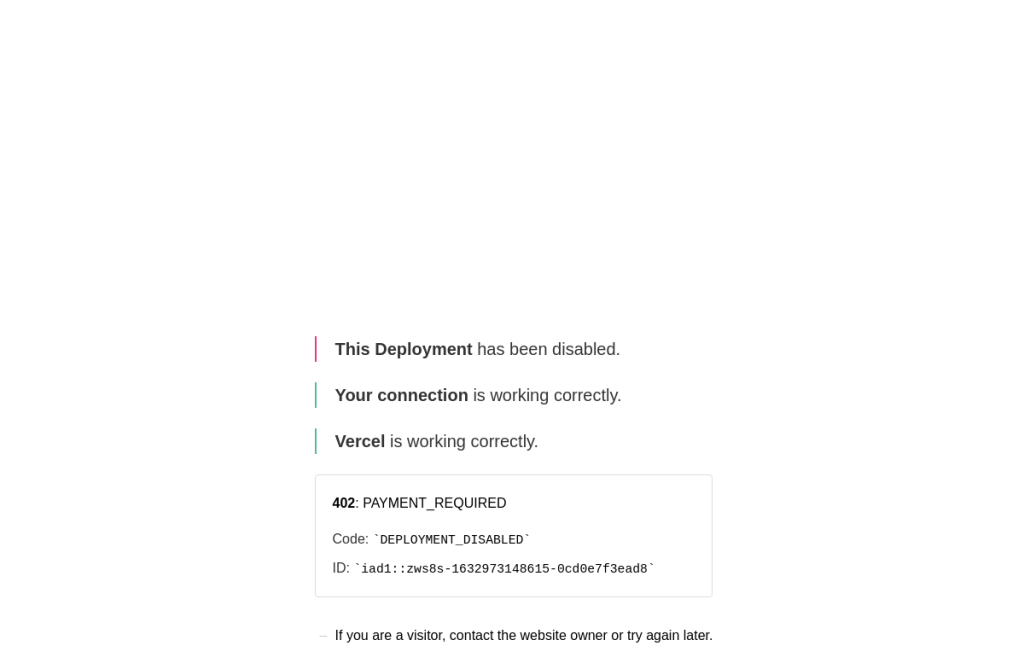 This Deployment has been disabled.
Your connection is working correctly.
Vercel is working correctly.
402: PAYMENT_REQUIRED
Code: `DEPLOYMENT_DISABLED`
ID: `iad1::zws8s-1632973148615-0cd0e7f3ead8`
– If you are a visitor, contact the website owner or try again later.